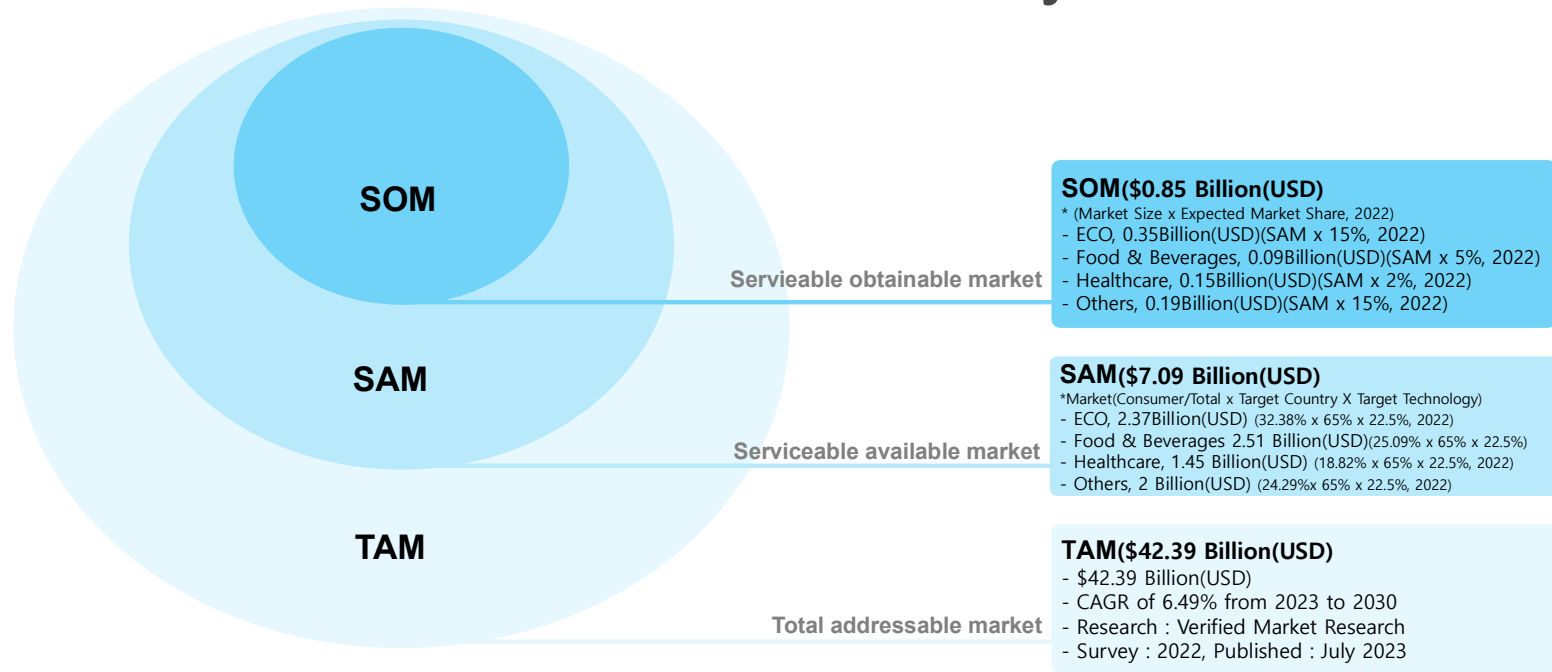 SOM
SAM
TAM
Servieable obtainable market
Serviceable available market
Total addressable market
SOM($0.85 Billion(USD)
* (Market Size x Expected Market Share, 2022)
- ECO, 0.35Billion(USD)(SAM x 15%, 2022)
- Food & Beverages, 0.09Billion(USD)(SAM x 5%, 2022)
- Healthcare, 0.15Billion(USD)(SAM x 2%, 2022)
- Others, 0.19Billion(USD)(SAM x 15%, 2022)
SAM($7.09 Billion(USD)
*Market(Consumer/Total x Target Country X Target Technology)
- ECO, 2.37Billion(USD) (32.38% x 65% x 22.5%, 2022)
- Food & Beverages 2.51 Billion(USD)(25.09% x 65% x 22.5%)
- Healthcare, 1.45 Billion(USD) (18.82% x 65% x 22.5%, 2022)
- Others, 2 Billion(USD) (24.29%x 65% x 22.5%, 2022)
TAM($42.39 Billion(USD)
- $42.39 Billion(USD)
- CAGR of 6.49% from 2023 to 2030
- Research : Verified Market Research
- Survey : 2022, Published : July 2023